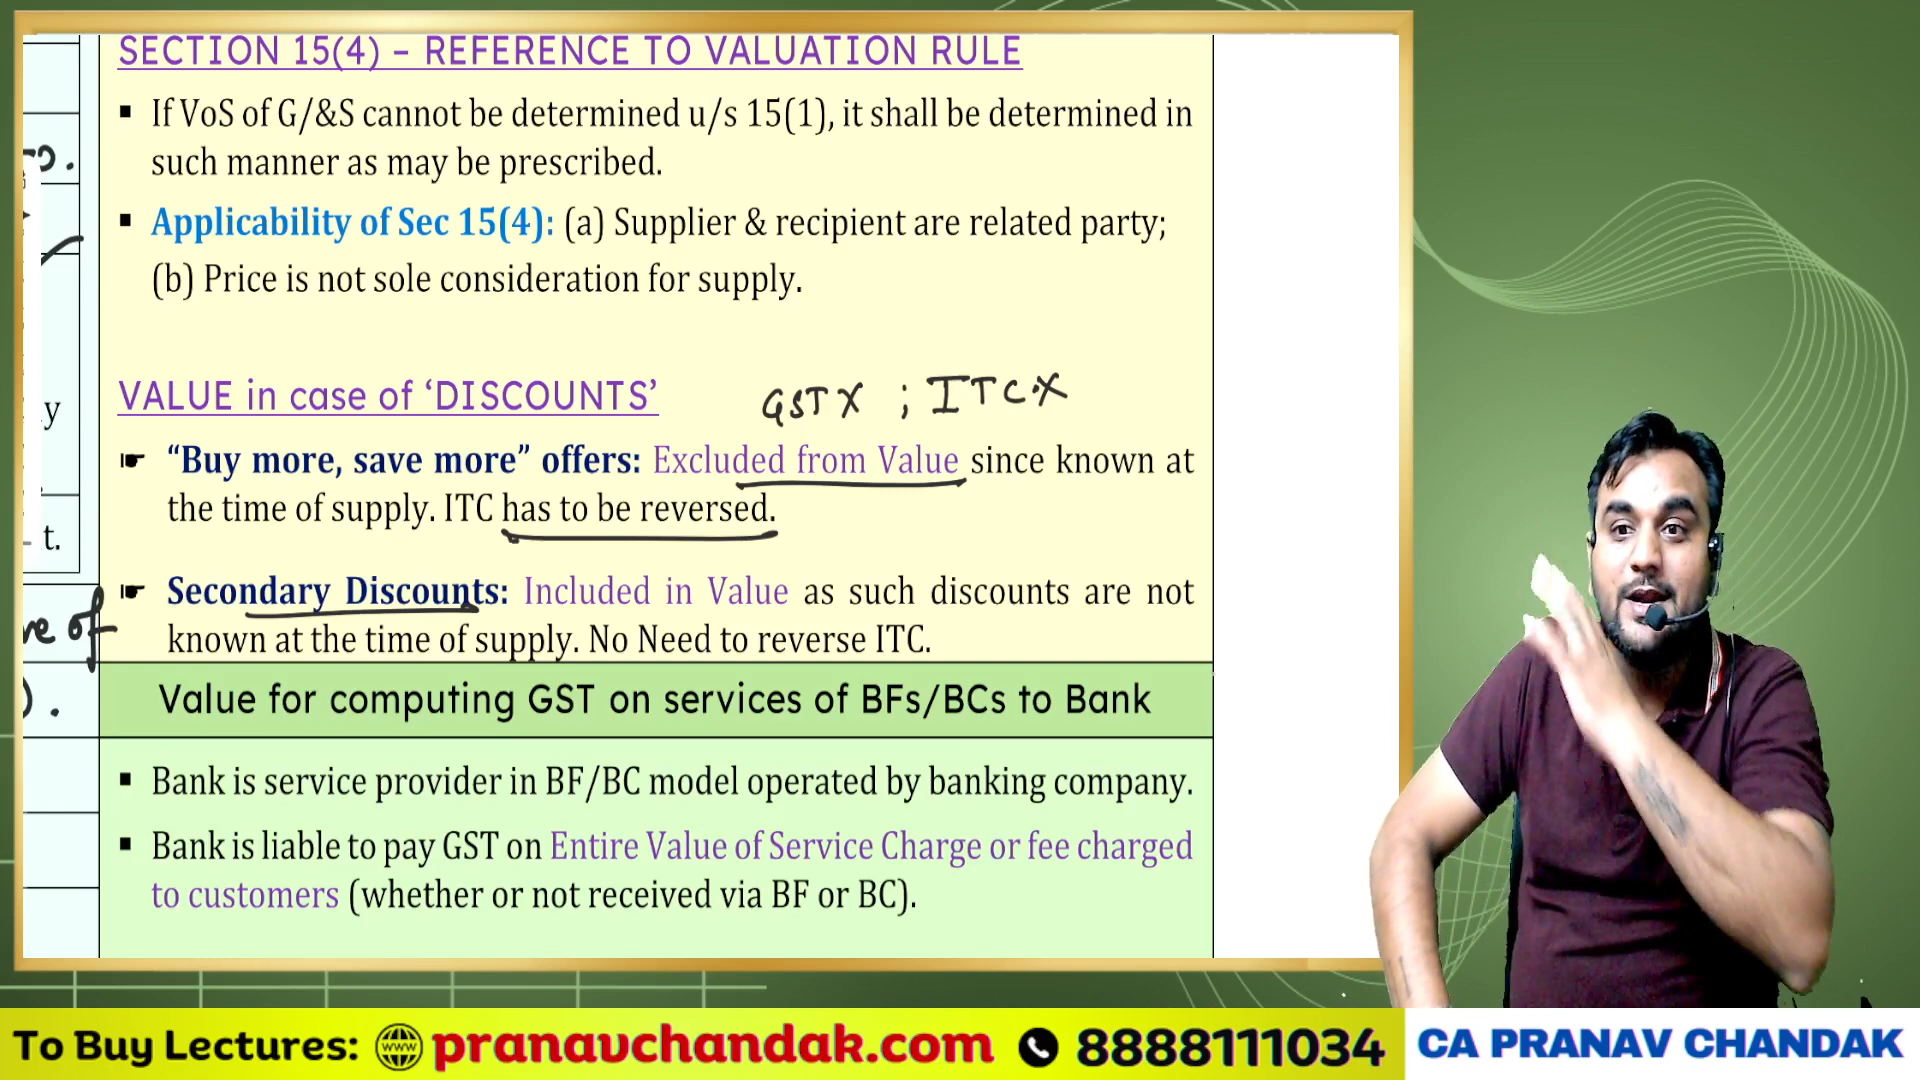 SECTION 15(4) – REFERENCE TO VALUATION RULE
▪ If VoS of G/&S cannot be determined u/s 15(1), it shall be determined in
such manner as may be prescribed.
▪ Applicability of Sec 15(4): (a) Supplier & recipient are related party;
(b) Price is not sole consideration for supply.
VALUE in case of ‘DISCOUNTS’ GST X ; ITC X
y
☛ “Buy more, save more” offers: Excluded from Value since known at
the time of supply. ITC has to be reversed.
t.
☛ Secondary Discounts: Included in Value as such discounts are not
of
known at the time of supply. No Need to reverse ITC.
Value for computing GST on services of BFs/BCs to Bank
▪ Bank is service provider in BF/BC model operated by banking company.
▪ Bank is liable to pay GST on Entire Value of Service Charge or fee charged
to customers (whether or not received via BF or BC).
To Buy Lectures: www pranavchandak.com 8888111034 CA PRANAV CHANDAK